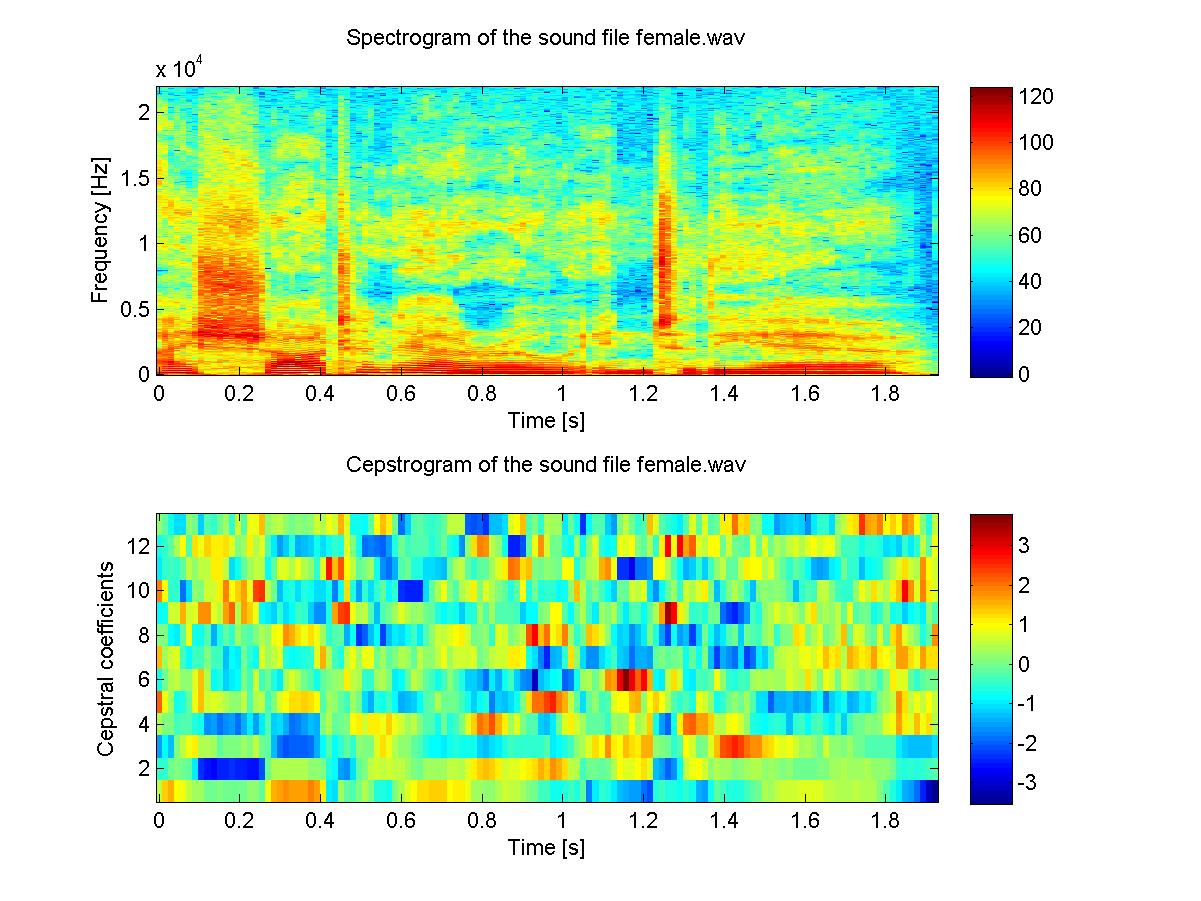 Spectrogram of the sound file female.wav
x 10^4
2
1.5
1
0.5
0
Frequency [Hz]
0 0.2 0.4 0.6 0.8 1 1.2 1.4 1.6 1.8
Time [s]
120
100
80
60
40
20
0
Cepstrogram of the sound file female.wav
12
10
8
6
4
2
Cepstral coefficients
0 0.2 0.4 0.6 0.8 1 1.2 1.4 1.6 1.8
Time [s]
3
2
1
0
-1
-2
-3